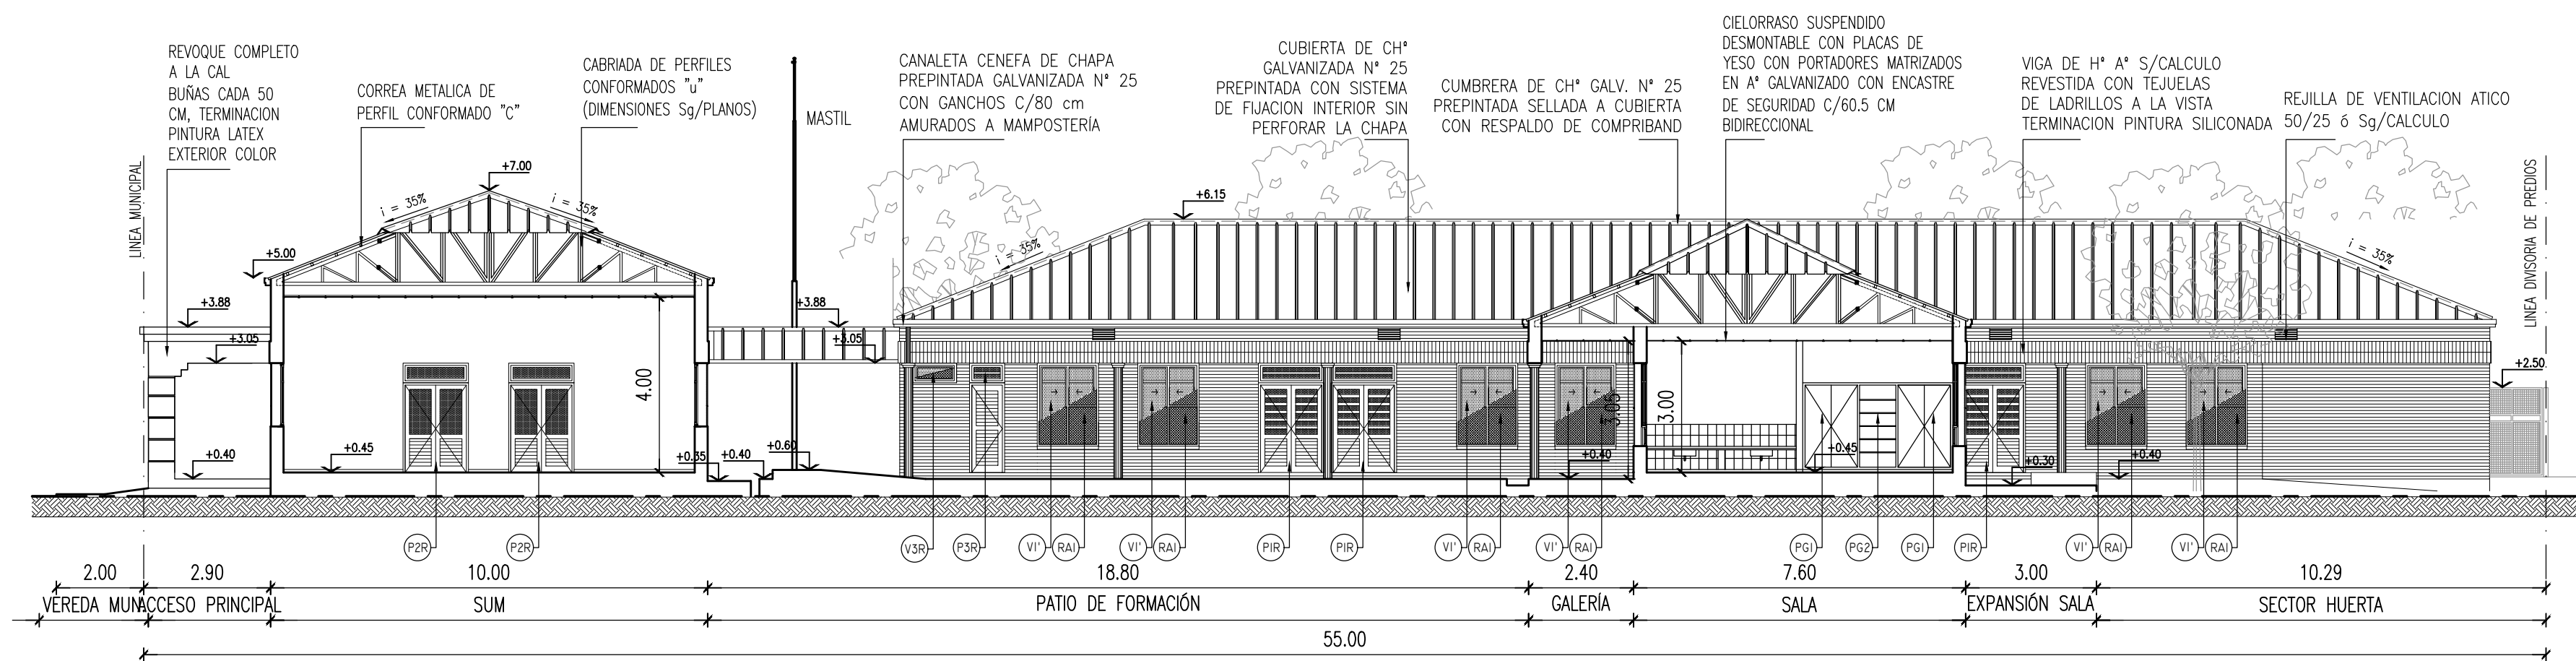 REVOQUE COMPLETO
A LA CAL
BUÑAS CADA 50
CM, TERMINACION
PINTURA LATEX
EXTERIOR COLOR
CORREA METALICA DE
PERFIL CONFORMADO "C"
CABRIADA DE PERFILES
CONFORMADOS "u"
(DIMENSIONES Sg/PLANOS)
MASTIL
CANALETA CENEFA DE CHAPA
PREPINTADA GALVANIZADA N° 25
CON GANCHOS C/80 cm
AMURADOS A MAMPOSTERÍA
CUBIERTA DE CH°
GALVANIZADA N° 25
PREPINTADA CON SISTEMA
DE FIJACION INTERIOR SIN
PERFORAR LA CHAPA
CUMBRERA DE CH° GALV. N° 25
PREPINTADA SELLADA A CUBIERTA
CON RESPALDO DE COMPRIBAND
CIELORRASO SUSPENDIDO
DESMONTABLE CON PLACAS DE
YESO CON PORTADORES MATRIZADOS
EN A° GALVANIZADO CON ENCASTRE
DE SEGURIDAD C/60.5 CM
BIDIRECCIONAL
VIGA DE H° A° S/CALCULO
REVESTIDA CON TEJUELAS
DE LADRILLOS A LA VISTA
TERMINACION PINTURA SILICONADA
REJILLA DE VENTILACION ATICO
50/25 ó Sg/CALCULO
LINEA MUNICIPAL
LINEA DIVISORIA DE PREDIOS
+7.00
i = 35%
i = 35%
+6.15
i = 35%
i = 35%
+5.00
+3.88
+3.05
+3.88
+3.05
+2.50
4.00
3.05
3.00
+0.40
+0.45
+0.35
+0.40
+0.60
+0.40
+0.45
+0.30
+0.40
P2R
P2R
V3R
P3R
VI'
RAI
VI'
RAI
PIR
PIR
VI'
RAI
VI'
RAI
PG1
PG2
PG1
PIR
VI'
RAI
VI'
RAI
2.00
2.90
10.00
18.80
2.40
7.60
3.00
10.29
VEREDA MUN.
ACCESO PRINCIPAL
SUM
PATIO DE FORMACIÓN
GALERÍA
SALA
EXPANSIÓN SALA
SECTOR HUERTA
55.00